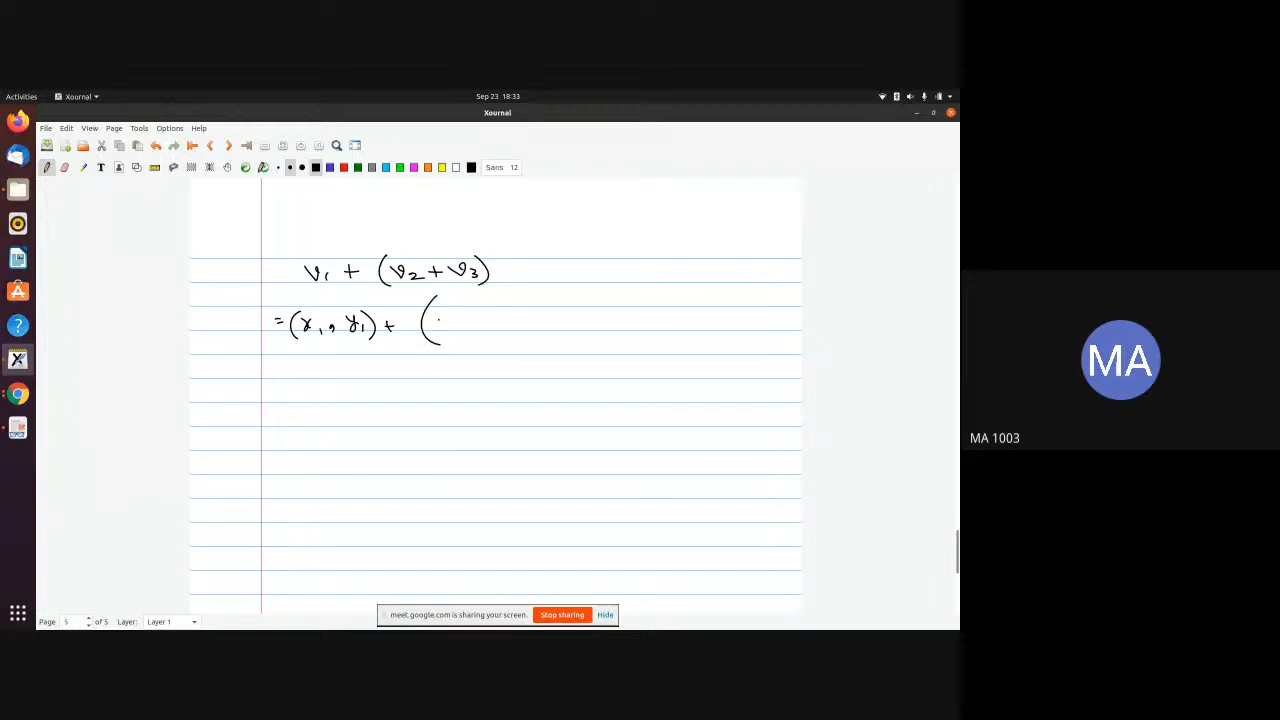 Activities Xournal Sep 23 18:33
Xournal
File Edit View Page Tools Options Help
Sans 12
v₁ + (v₂ + v₃)
= (x₁, y₁) + (
MA
MA 1003
meet.google.com is sharing your screen. Stop sharing Hide
Page 5 of 5 Layer: Layer 1